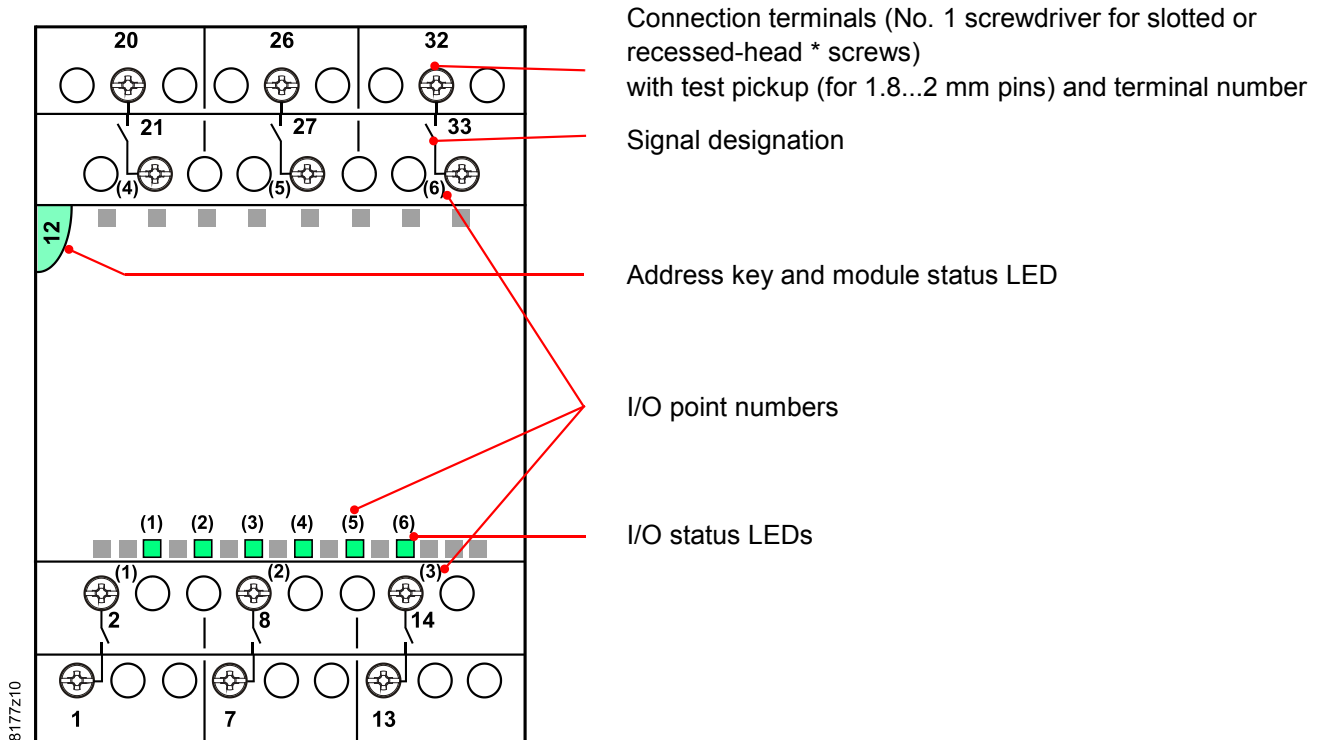 Connection terminals (No. 1 screwdriver for slotted or
recessed-head * screws)
with test pickup (for 1.8...2 mm pins) and terminal number
20 26 32
21 27 33
Signal designation
(4) (5) (6)
12
Address key and module status LED
I/O point numbers
(1) (2) (3) (4) (5) (6)
I/O status LEDs
(1) (2) (3)
2 8 14
1 7 13
8177z10